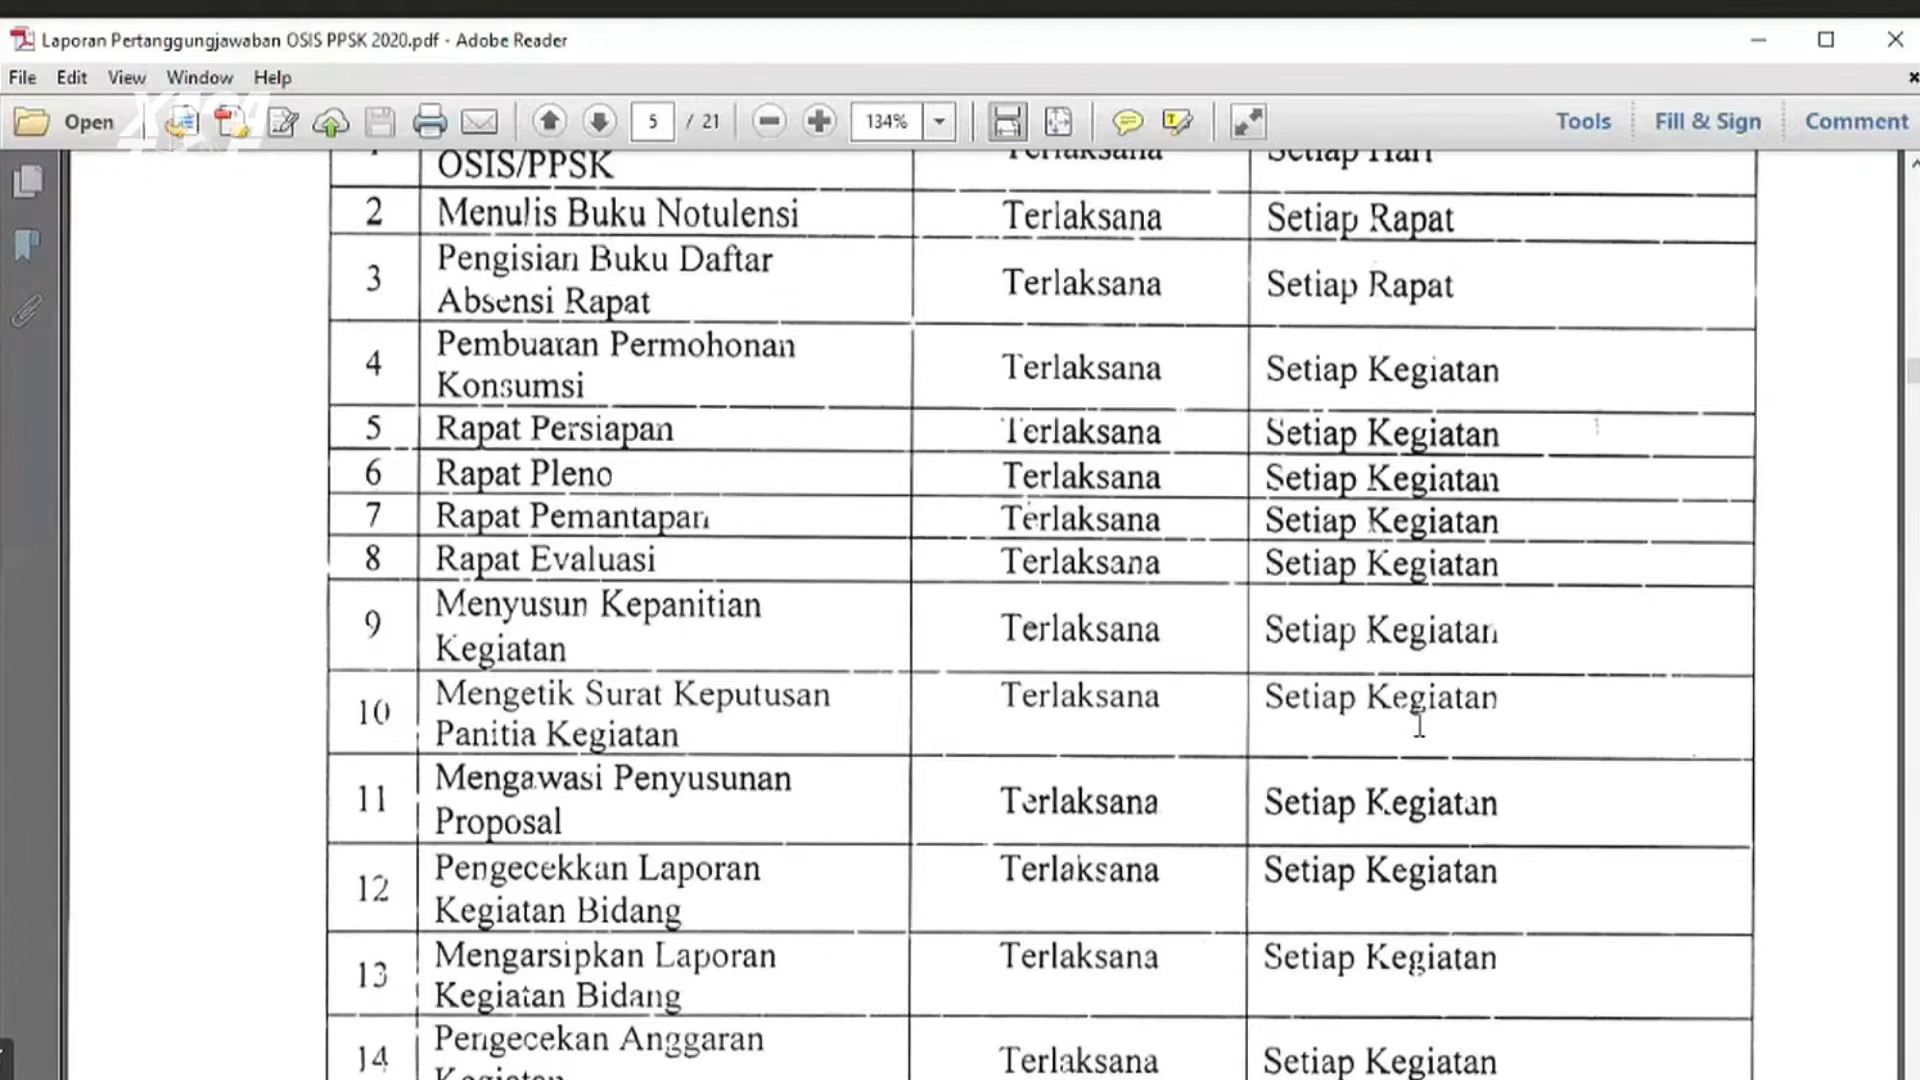 Laporan Pertanggungjawaban OSIS PPSK 2020.pdf - Adobe Reader
File Edit View Window Help
Open 5 / 21 134% Tools Fill & Sign Comment
OSIS/PPSK Terlaksana Setiap Hari
2 Menulis Buku Notulensi Terlaksana Setiap Rapat
3 Pengisian Buku Daftar Absensi Rapat Terlaksana Setiap Rapat
4 Pembuatan Permohonan Konsumsi Terlaksana Setiap Kegiatan
5 Rapat Persiapan Terlaksana Setiap Kegiatan
6 Rapat Pleno Terlaksana Setiap Kegiatan
7 Rapat Pemantapan Terlaksana Setiap Kegiatan
8 Rapat Evaluasi Terlaksana Setiap Kegiatan
9 Menyusun Kepanitian Kegiatan Terlaksana Setiap Kegiatan
10 Mengetik Surat Keputusan Panitia Kegiatan Terlaksana Setiap Kegiatan
11 Mengawasi Penyusunan Proposal Terlaksana Setiap Kegiatan
12 Pengecekkan Laporan Kegiatan Bidang Terlaksana Setiap Kegiatan
13 Mengarsipkan Laporan Kegiatan Bidang Terlaksana Setiap Kegiatan
14 Pengecekan Anggaran Kegiatan Terlaksana Setiap Kegiatan